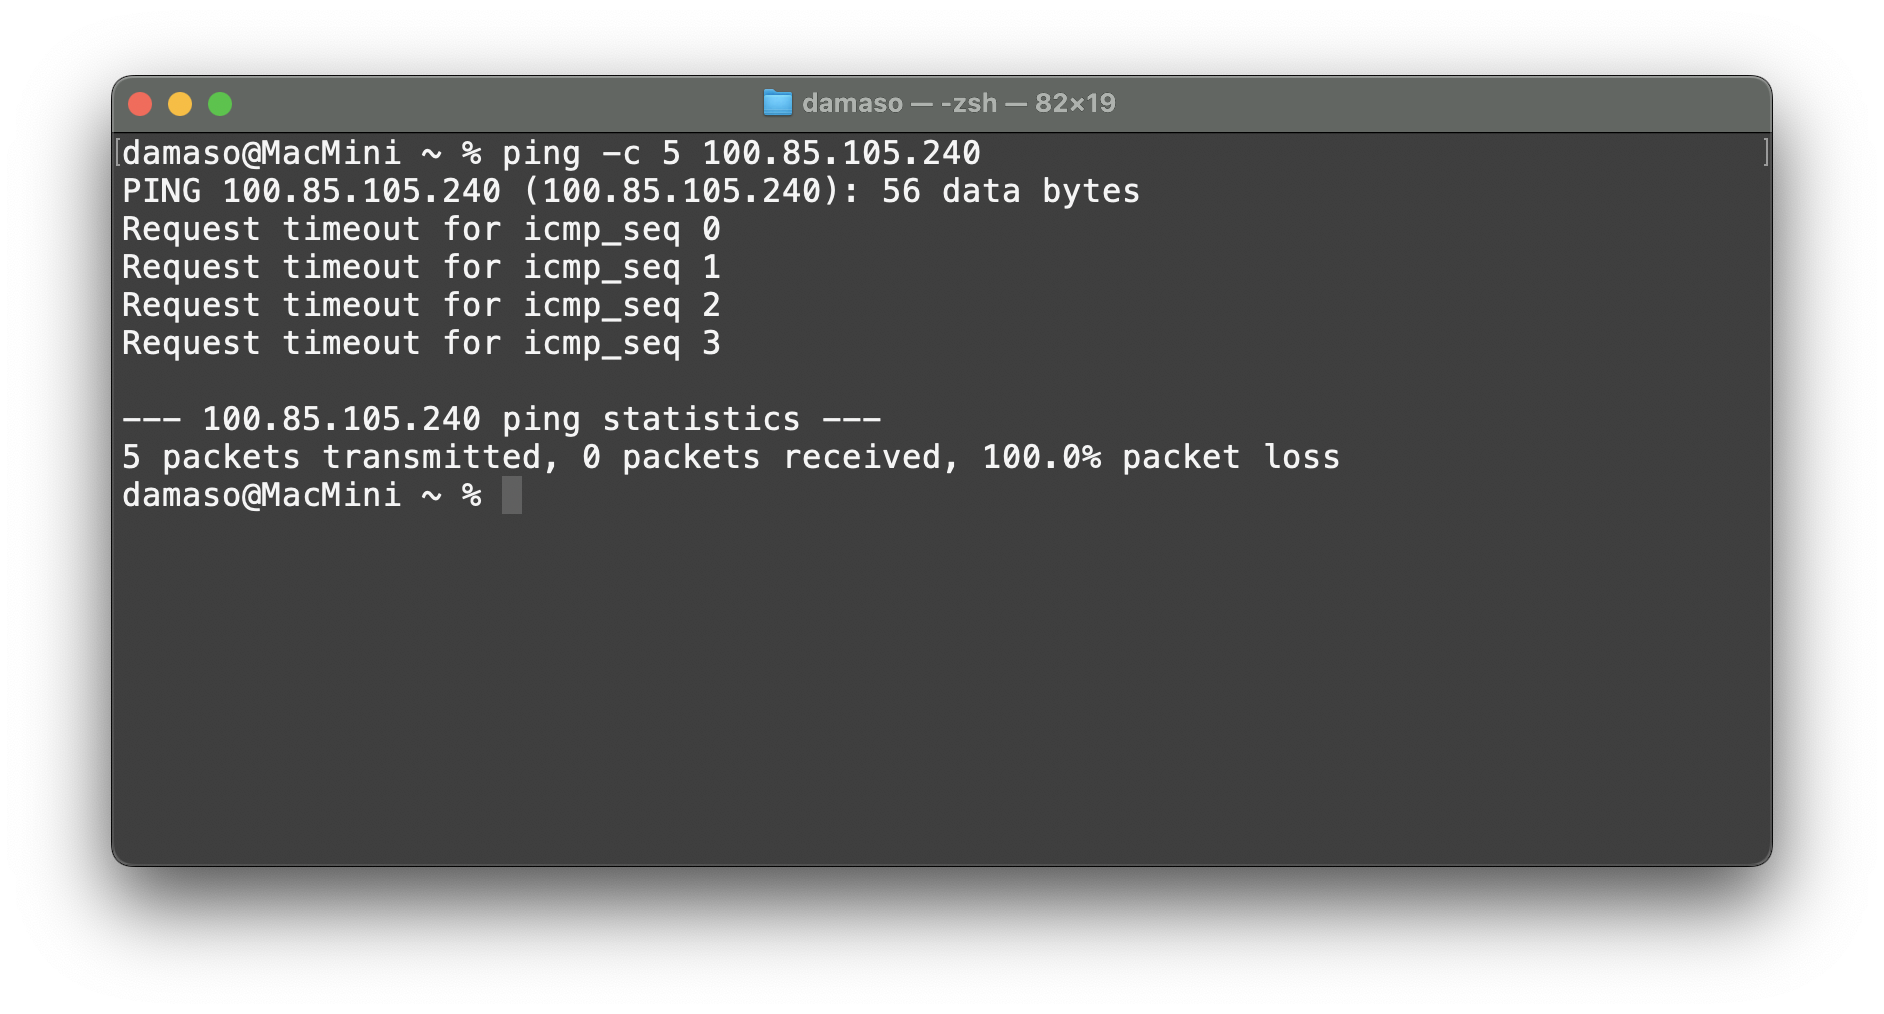 damaso — -zsh — 82×19
[damaso@MacMini ~ % ping -c 5 100.85.105.240 ]
PING 100.85.105.240 (100.85.105.240): 56 data bytes
Request timeout for icmp_seq 0
Request timeout for icmp_seq 1
Request timeout for icmp_seq 2
Request timeout for icmp_seq 3
--- 100.85.105.240 ping statistics ---
5 packets transmitted, 0 packets received, 100.0% packet loss
damaso@MacMini ~ %